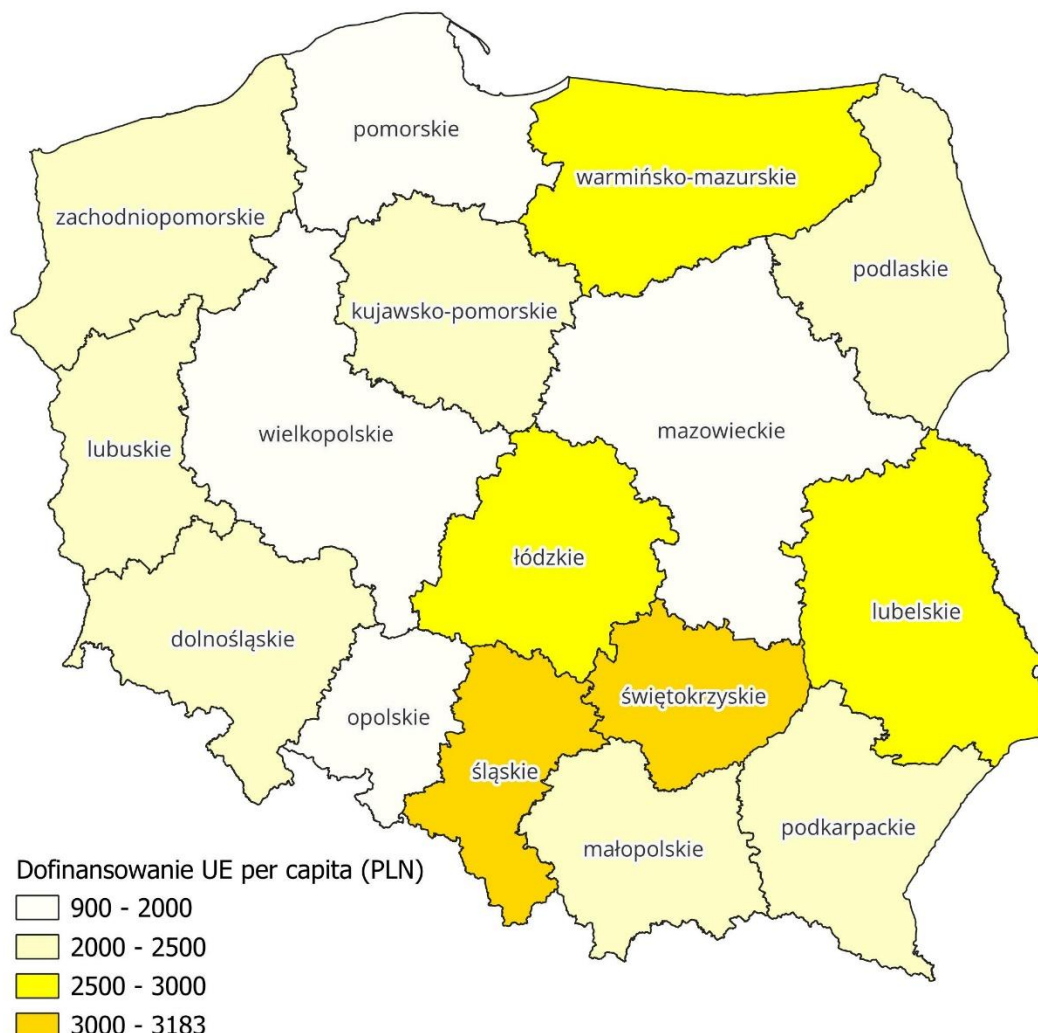 pomorskie
warmińsko-mazurskie
zachodniopomorskie
podlaskie
kujawsko-pomorskie
mazowieckie
wielkopolskie
lubuskie
łódzkie
lubelskie
dolnośląskie
świętokrzyskie
opolskie
śląskie
podkarpackie
małopolskie
Dofinansowanie UE per capita (PLN)
900 - 2000
2000 - 2500
2500 - 3000
3000 - 3183